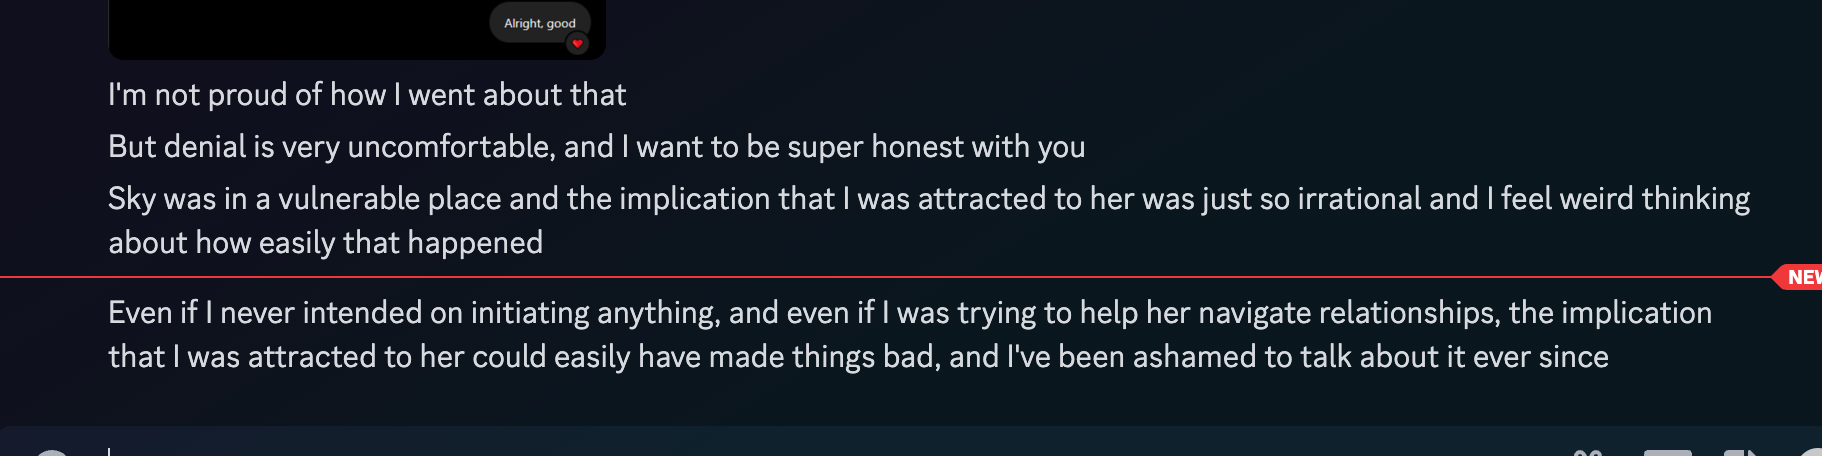 Alright, good
I'm not proud of how I went about that
But denial is very uncomfortable, and I want to be super honest with you
Sky was in a vulnerable place and the implication that I was attracted to her was just so irrational and I feel weird thinking
about how easily that happened
NEW
Even if I never intended on initiating anything, and even if I was trying to help her navigate relationships, the implication
that I was attracted to her could easily have made things bad, and I've been ashamed to talk about it ever since